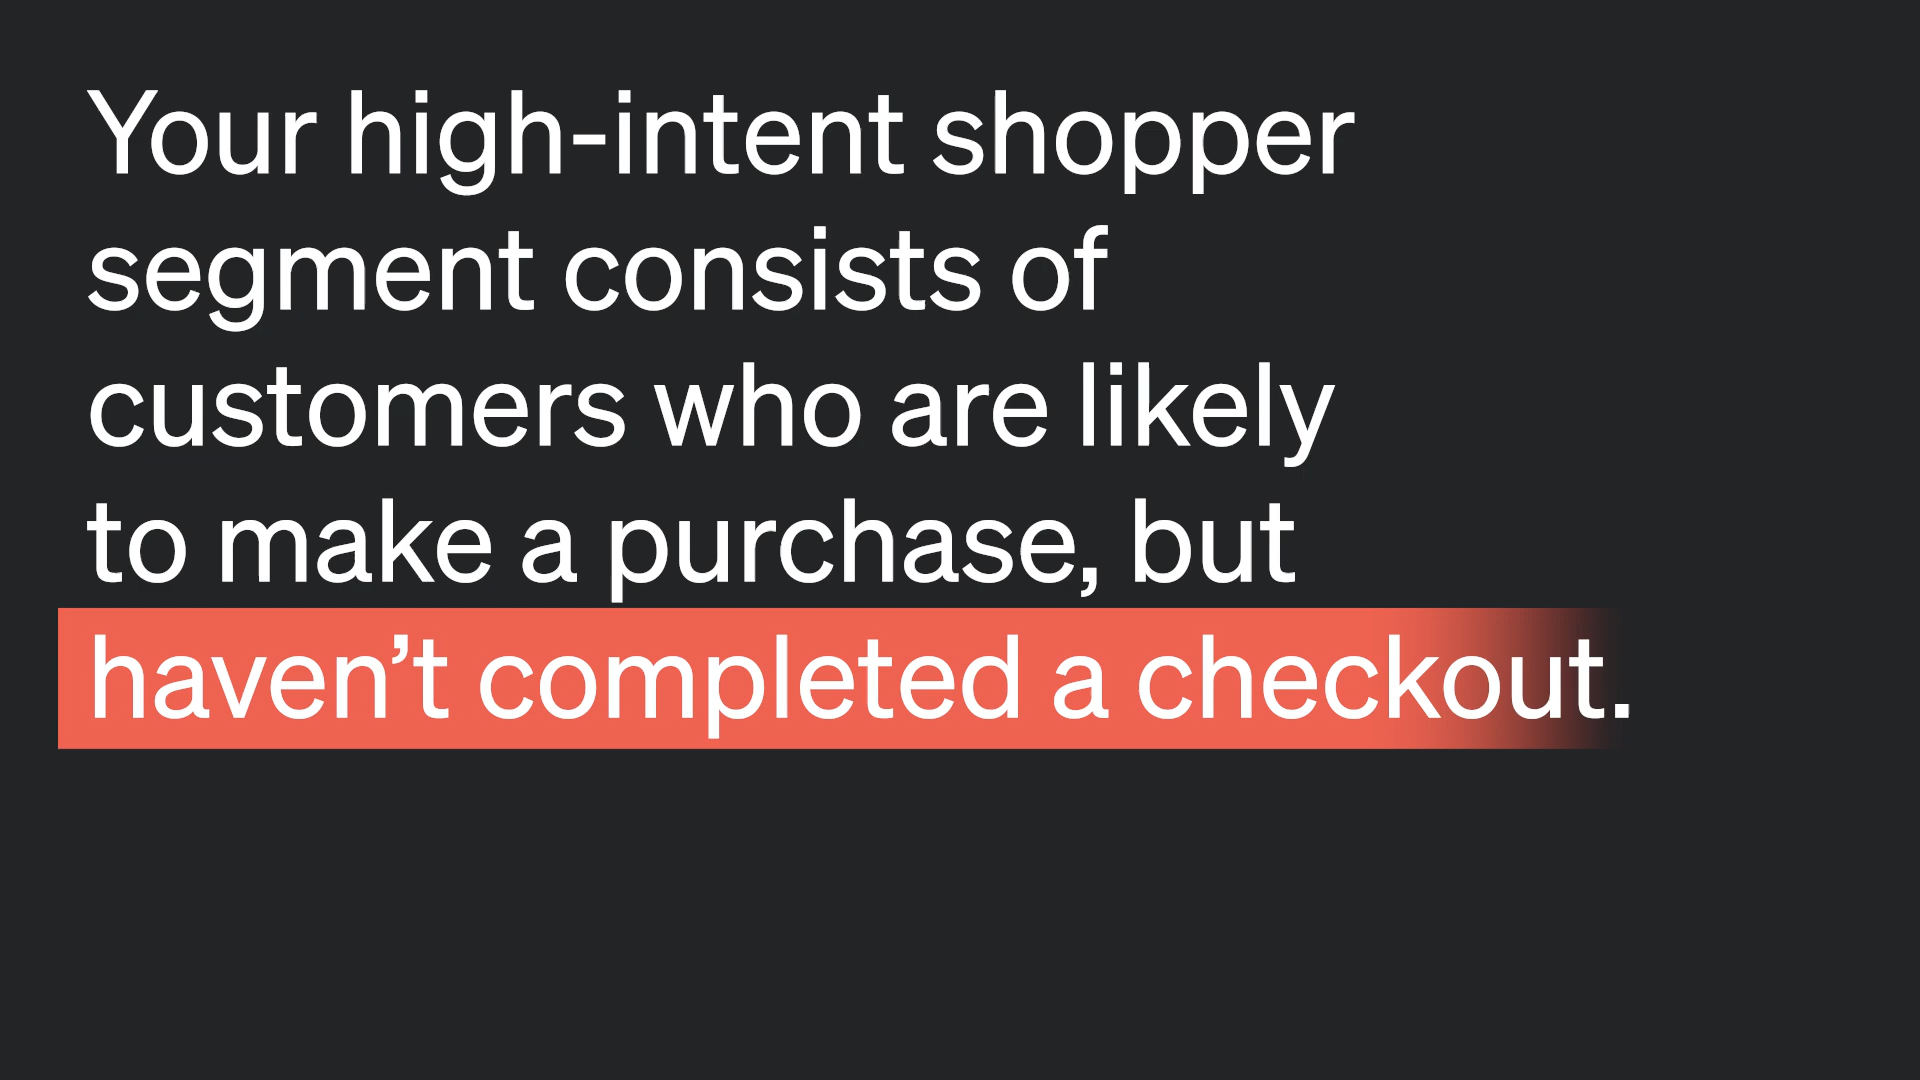 Your high-intent shopper
segment consists of
customers who are likely
to make a purchase, but
haven’t completed a checkout.